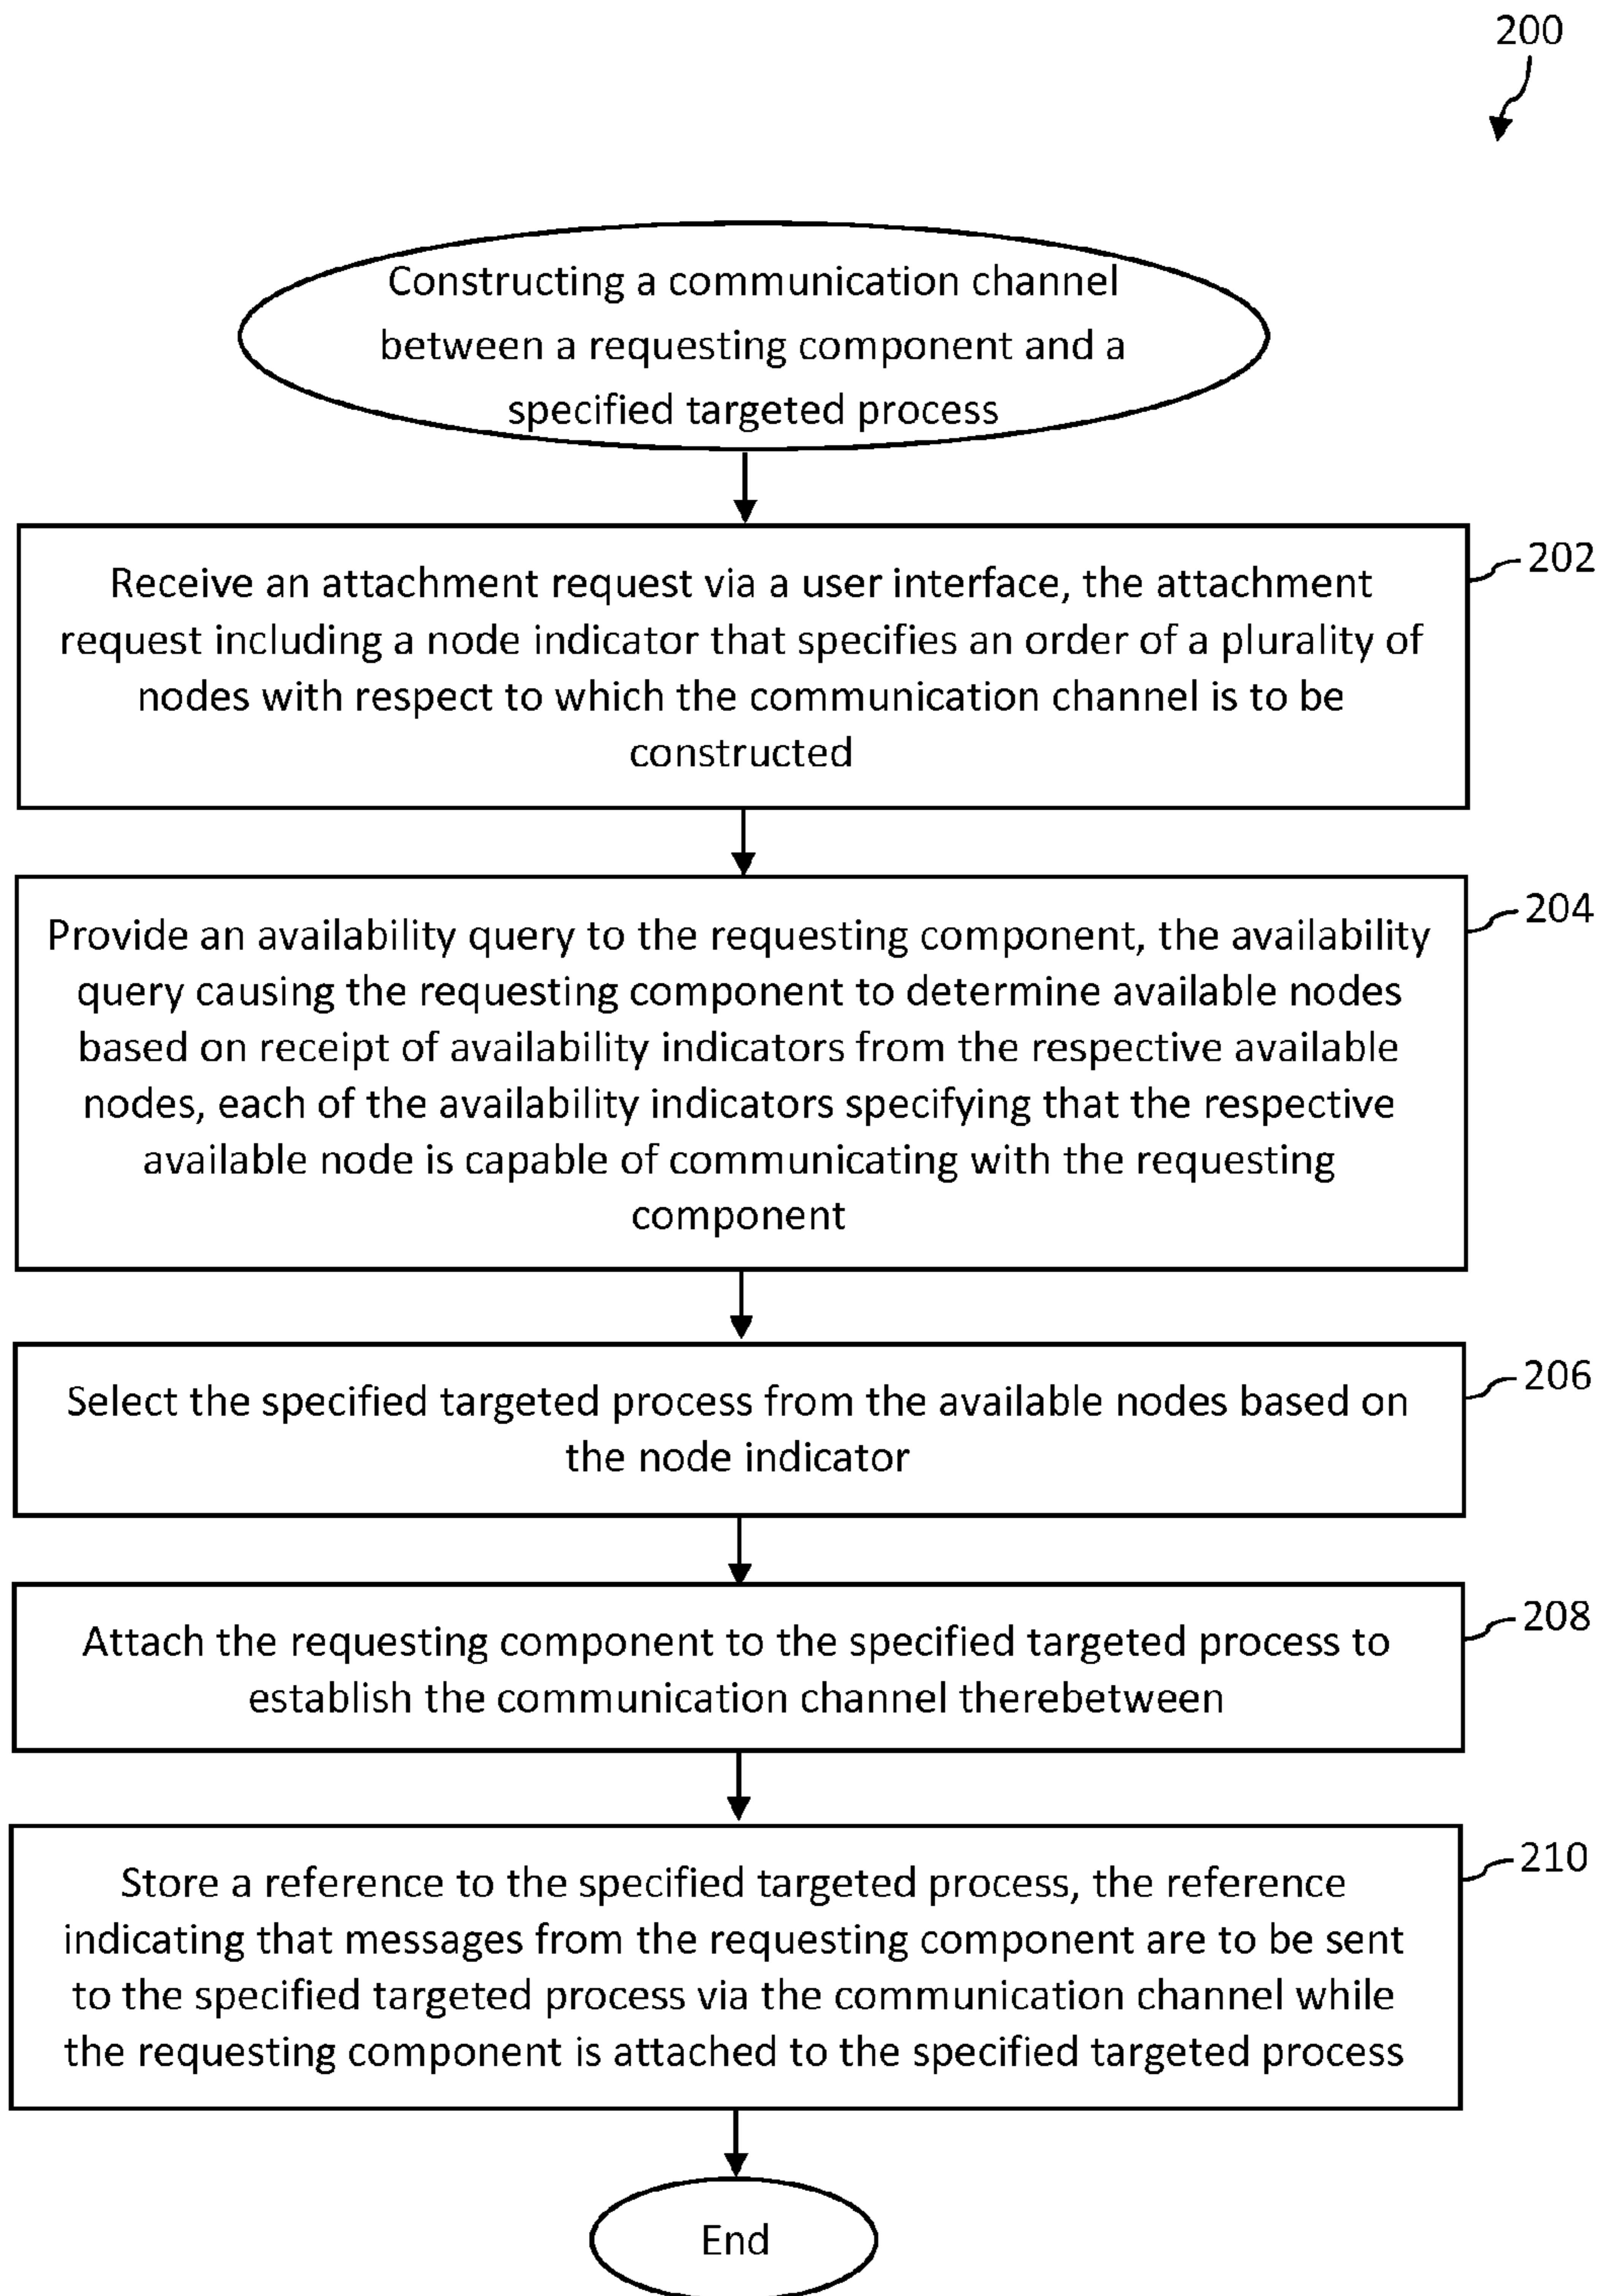 200
Constructing a communication channel
between a requesting component and a
specified targeted process
202
Receive an attachment request via a user interface, the attachment
request including a node indicator that specifies an order of a plurality of
nodes with respect to which the communication channel is to be
constructed
204
Provide an availability query to the requesting component, the availability
query causing the requesting component to determine available nodes
based on receipt of availability indicators from the respective available
nodes, each of the availability indicators specifying that the respective
available node is capable of communicating with the requesting
component
206
Select the specified targeted process from the available nodes based on
the node indicator
208
Attach the requesting component to the specified targeted process to
establish the communication channel therebetween
210
Store a reference to the specified targeted process, the reference
indicating that messages from the requesting component are to be sent
to the specified targeted process via the communication channel while
the requesting component is attached to the specified targeted process
End